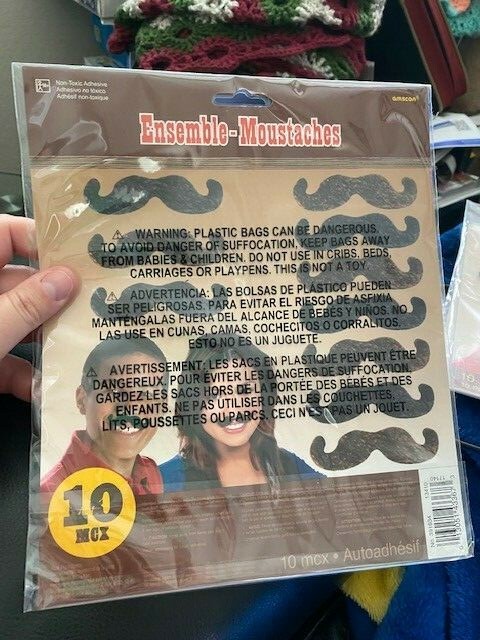 Non-Toxic Adhesive
Adhesivo no tóxico
Adhésif non-toxique
amscan
Ensemble - Moustaches
⚠ WARNING: PLASTIC BAGS CAN BE DANGEROUS.
TO AVOID DANGER OF SUFFOCATION, KEEP BAGS AWAY
FROM BABIES & CHILDREN. DO NOT USE IN CRIBS, BEDS,
CARRIAGES OR PLAYPENS. THIS IS NOT A TOY.
⚠ ADVERTENCIA: LAS BOLSAS DE PLÁSTICO PUEDEN
SER PELIGROSAS. PARA EVITAR EL RIESGO DE ASFIXIA
MANTÉNGALAS FUERA DEL ALCANCE DE BEBÉS Y NIÑOS. NO
LAS USE EN CUNAS, CAMAS, COCHECITOS O CORRALITOS.
ESTO NO ES UN JUGUETE.
⚠ AVERTISSEMENT: LES SACS EN PLASTIQUE PEUVENT ÊTRE
DANGEREUX. POUR ÉVITER LES DANGERS DE SUFFOCATION,
GARDEZ LES SACS HORS DE LA PORTÉE DES BÉBÉS ET DES
ENFANTS. NE PAS UTILISER DANS LES COUCHETTES,
LITS, POUSSETTES OU PARCS. CECI N'EST PAS UN JOUET.
10
MCX
10 mcx • Autoadhésif